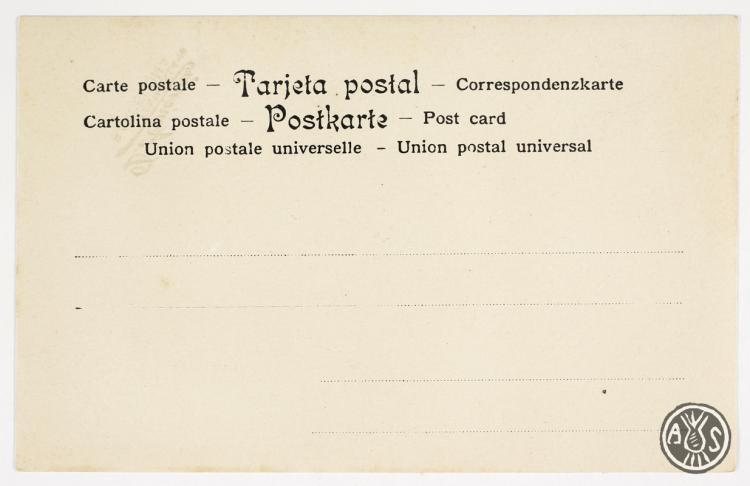 Carte postale — Tarjeta postal — Correspondenzkarte
Cartolina postale — Postkarte — Post card
Union postale universelle – Union postal universal
A S